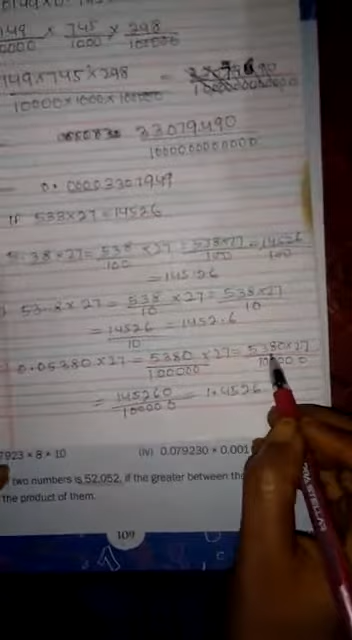 149/10000 × 745/1000 × 298/100000
149×745×298/10000×1000×100000 =
33079490/1000000000000
0.00003307949
If 538×27=14526
5.38×27= 538/100 ×27= 538×27/100 = 14526/100
=145.26
53.8×27= 538/10 ×27= 538×27/10
= 14526/10 = 1452.6
0.05380×27= 5380/100000 ×27= 5380×27/100000
= 145260/100000 = 1.4526
7923 × 8 × 10 (iv) 0.079230 × 0.001
two numbers is 52,052, if the greater between th
the product of them.
109